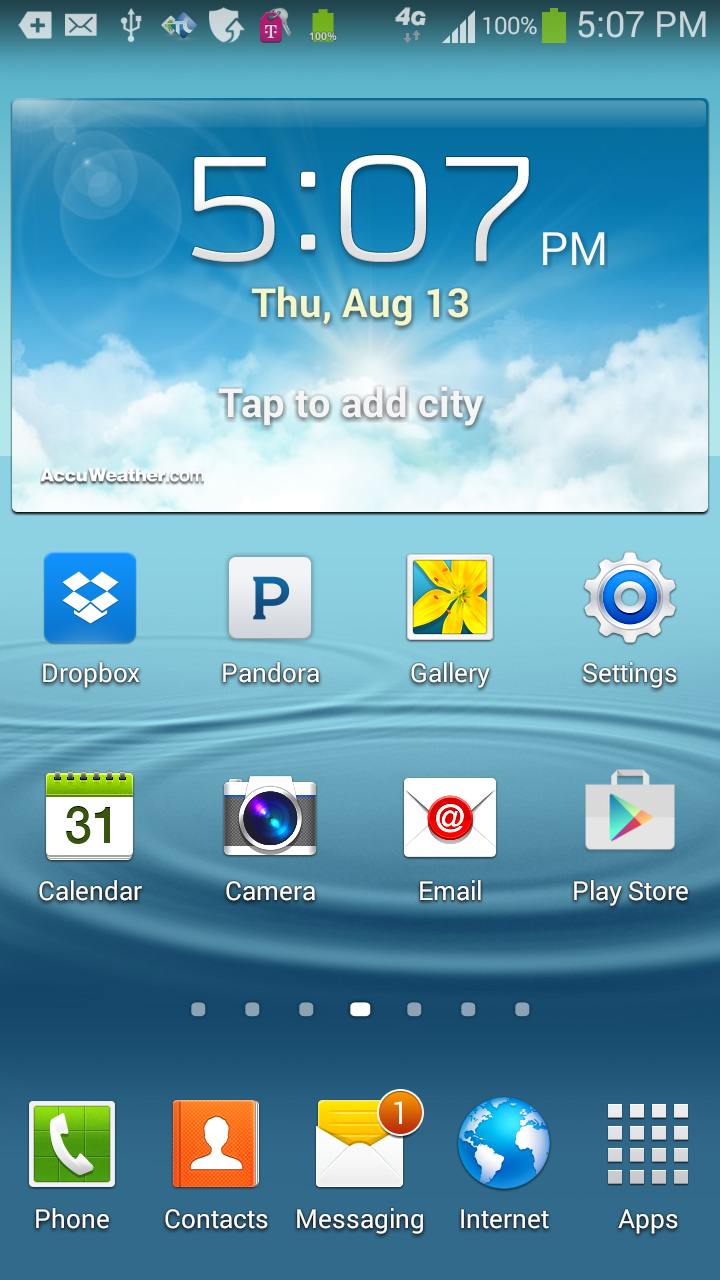 4G 100% 5:07 PM
T
100%
5:07 PM
Thu, Aug 13
Tap to add city
AccuWeather.com
P
Dropbox Pandora Gallery Settings
31
@
Calendar Camera Email Play Store
1
Phone Contacts Messaging Internet Apps